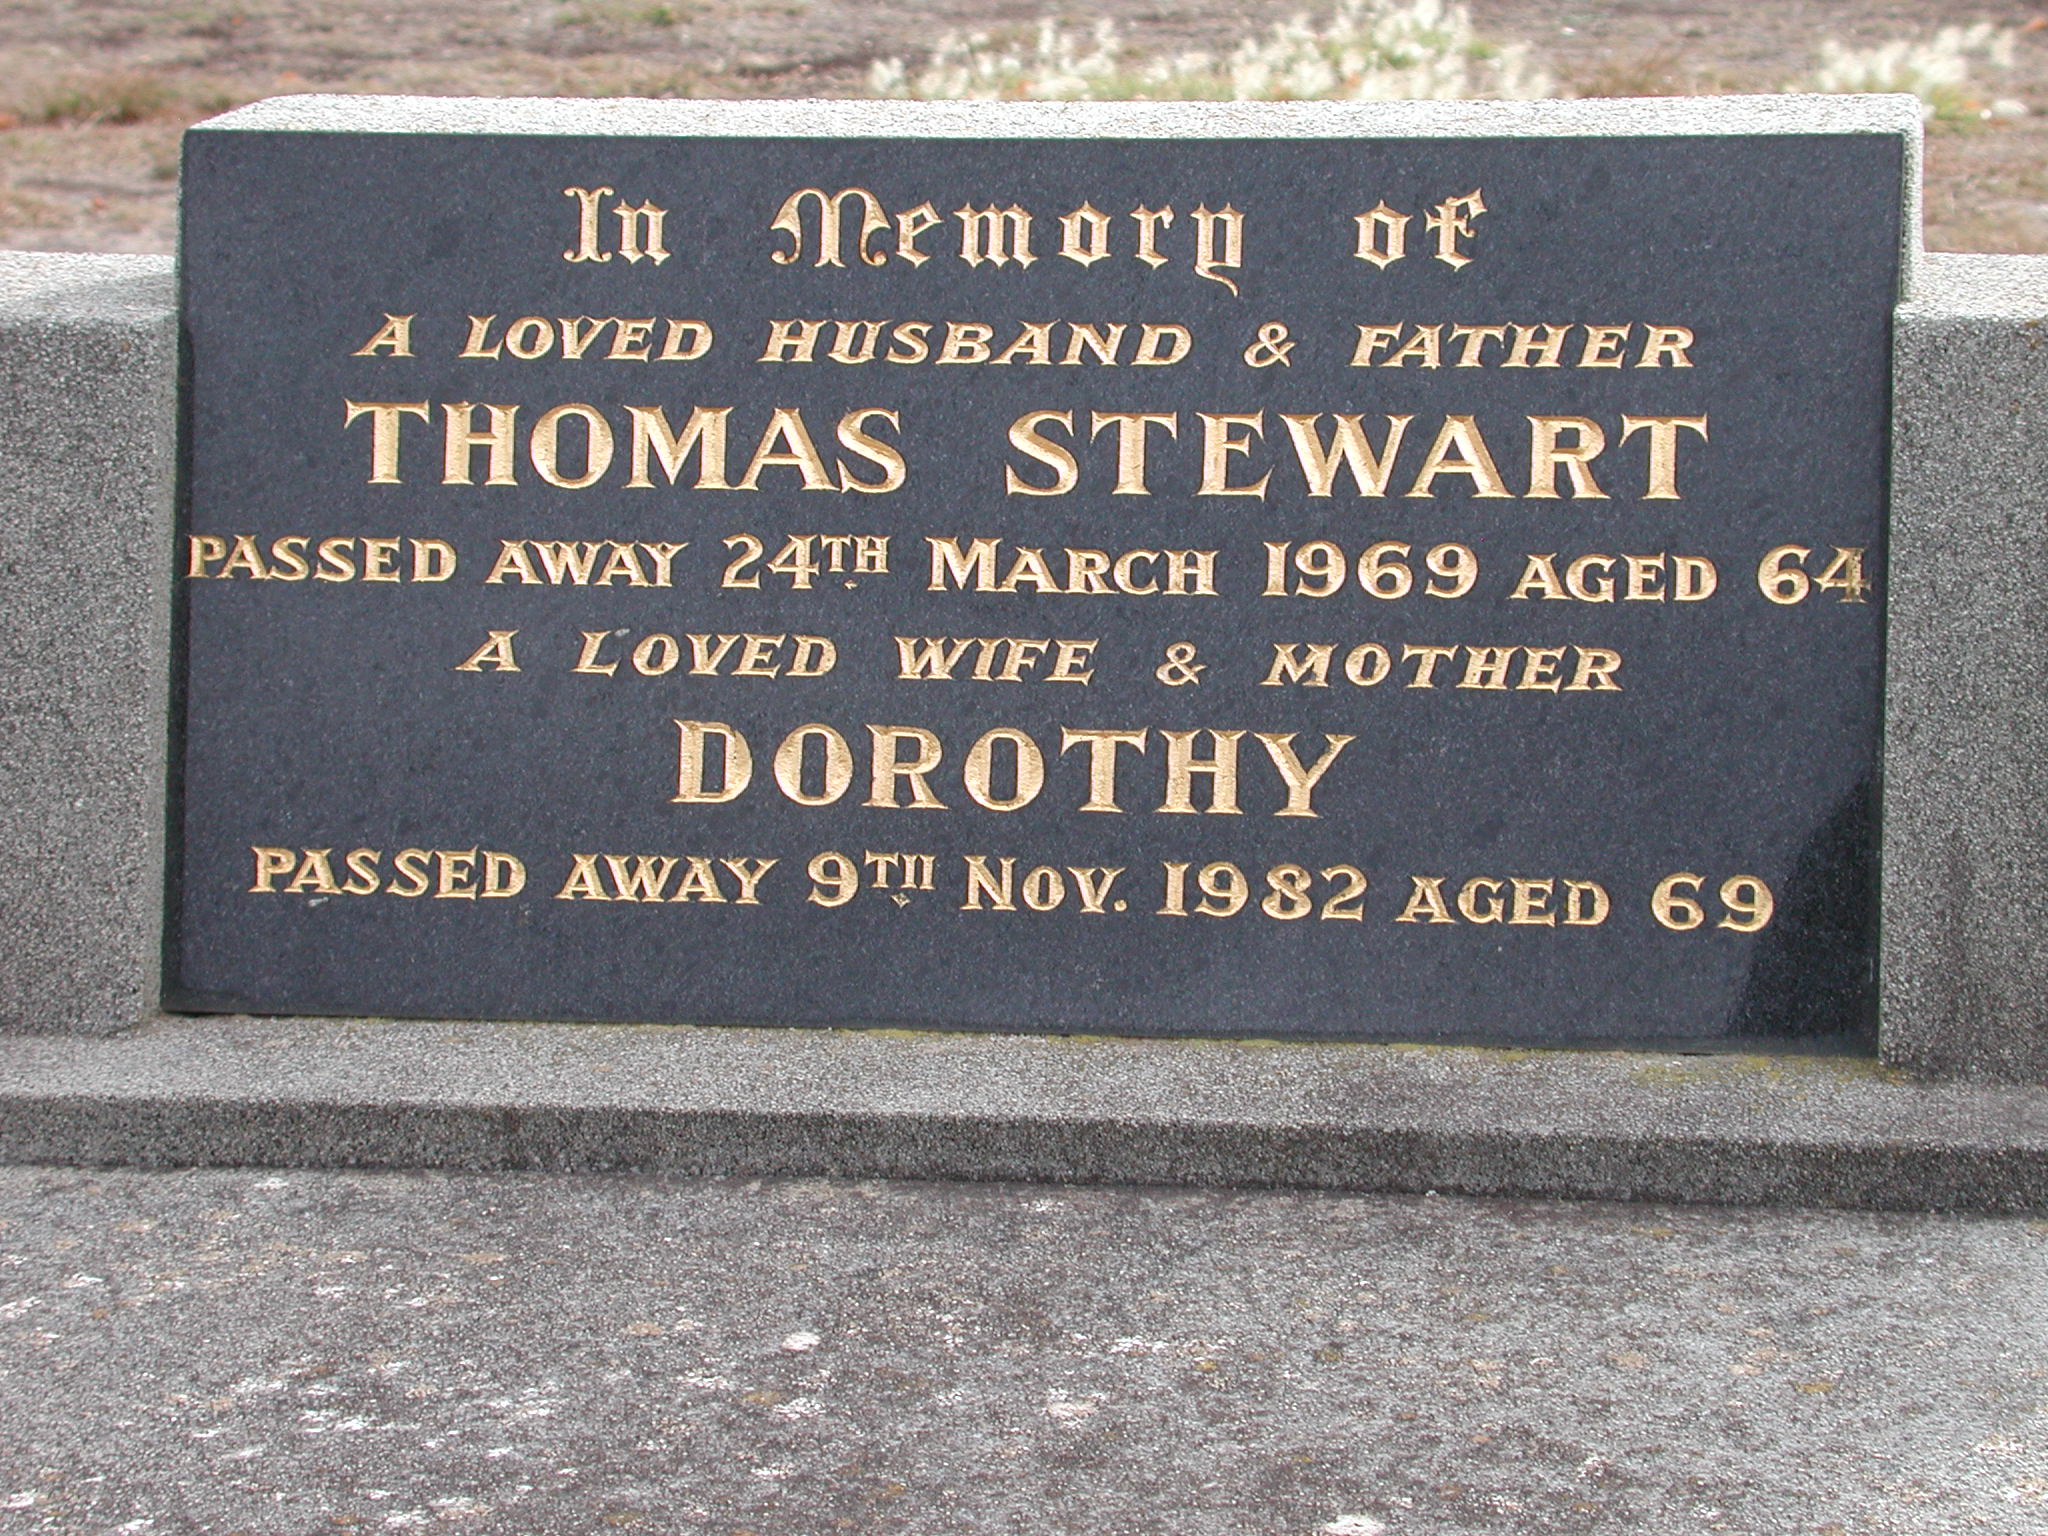 In Memory of
A LOVED HUSBAND & FATHER
THOMAS STEWART
PASSED AWAY 24TH MARCH 1969 AGED 64
A LOVED WIFE & MOTHER
DOROTHY
PASSED AWAY 9TH NOV. 1982 AGED 69